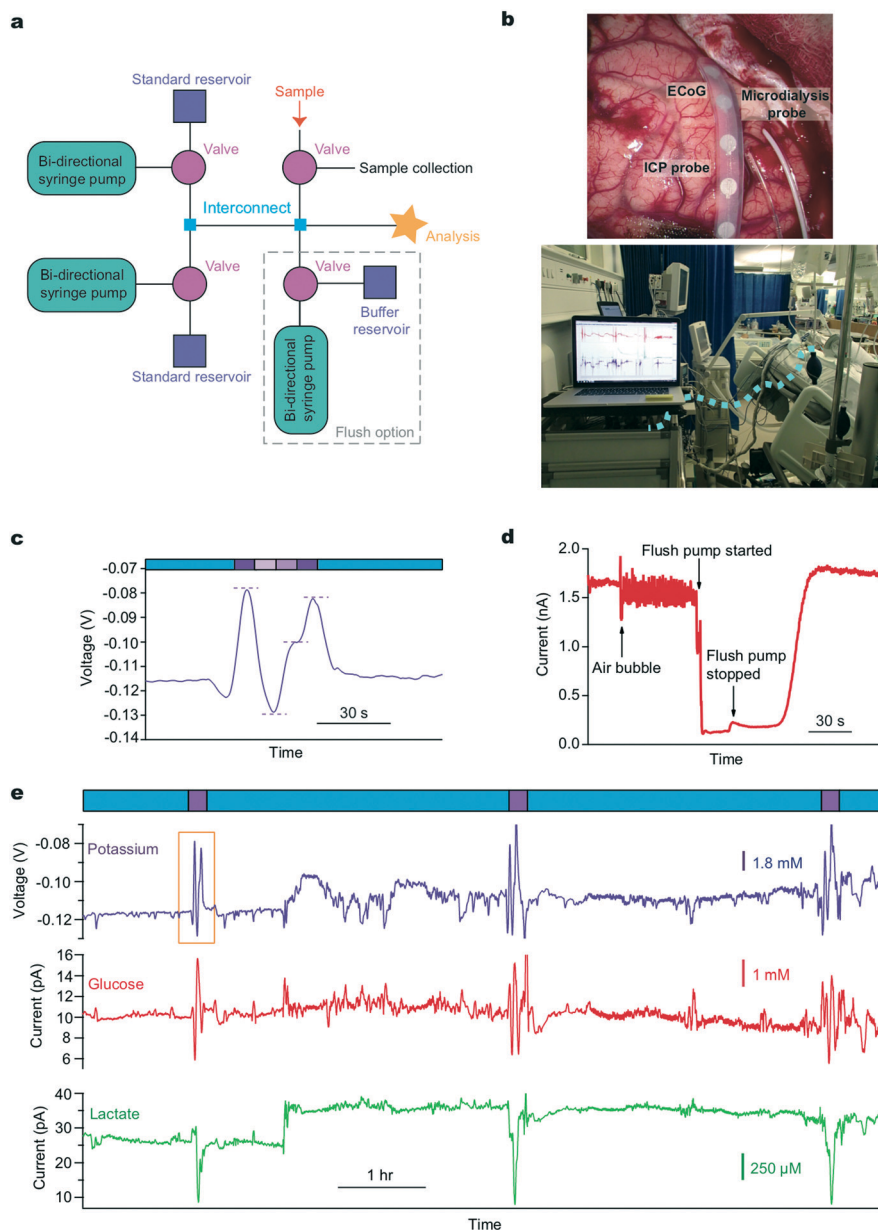 a
Standard reservoir
Sample
Bi-directional
syringe pump
Valve
Valve
Sample collection
Interconnect
Analysis
Bi-directional
syringe pump
Valve
Valve
Buffer
reservoir
Standard reservoir
Bi-directional
syringe pump
Flush option
b
ECoG
Microdialysis
probe
ICP probe
c
-0.07
-0.08
-0.09
-0.10
-0.11
-0.12
-0.13
-0.14
Voltage (V)
30 s
Time
d
2.0
1.5
1.0
0.5
0.0
Current (nA)
Flush pump started
Air bubble
Flush pump
stopped
30 s
Time
e
Potassium
-0.08
-0.10
-0.12
Voltage (V)
1.8 mM
Glucose
16
14
12
10
8
6
Current (pA)
1 mM
Lactate
40
30
20
10
Current (pA)
250 µM
1 hr
Time